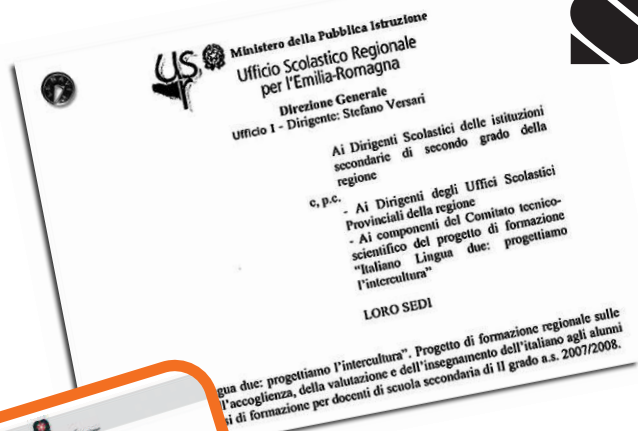 Ministero della Pubblica Istruzione
Ufficio Scolastico Regionale
per l'Emilia-Romagna
Direzione Generale
Ufficio I - Dirigente: Stefano Versari
Ai Dirigenti Scolastici delle istituzioni
secondarie di secondo grado della
regione
c, p.c.
- Ai Dirigenti degli Uffici Scolastici
Provinciali della regione
- Ai componenti del Comitato tecnico-
scientifico del progetto di formazione
"Italiano Lingua due: progettiamo
l'intercultura"
LORO SEDI
gua due: progettiamo l'intercultura". Progetto di formazione regionale sulle
l'accoglienza, della valutazione e dell'insegnamento dell'italiano agli alunni
si di formazione per docenti di scuola secondaria di II grado a.s. 2007/2008.